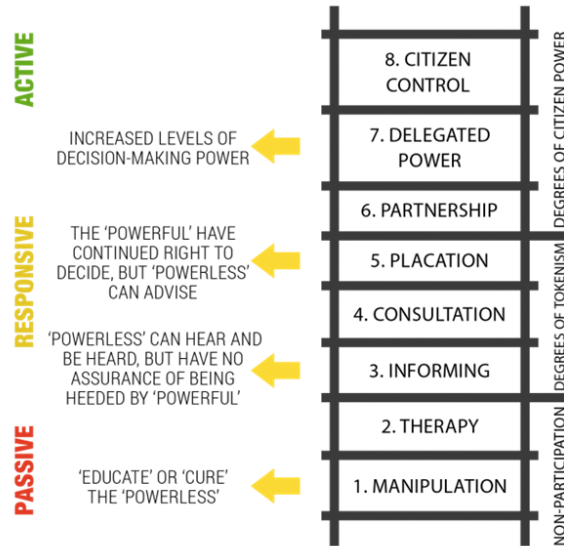 ACTIVE
RESPONSIVE
PASSIVE
INCREASED LEVELS OF
DECISION-MAKING POWER
THE ‘POWERFUL’ HAVE
CONTINUED RIGHT TO
DECIDE, BUT ‘POWERLESS’
CAN ADVISE
‘POWERLESS’ CAN HEAR AND
BE HEARD, BUT HAVE NO
ASSURANCE OF BEING
HEEDED BY ‘POWERFUL’
‘EDUCATE’ OR ‘CURE’
THE ‘POWERLESS’
8. CITIZEN
CONTROL
7. DELEGATED
POWER
6. PARTNERSHIP
5. PLACATION
4. CONSULTATION
3. INFORMING
2. THERAPY
1. MANIPULATION
DEGREES OF CITIZEN POWER
DEGREES OF TOKENISM
NON-PARTICIPATION